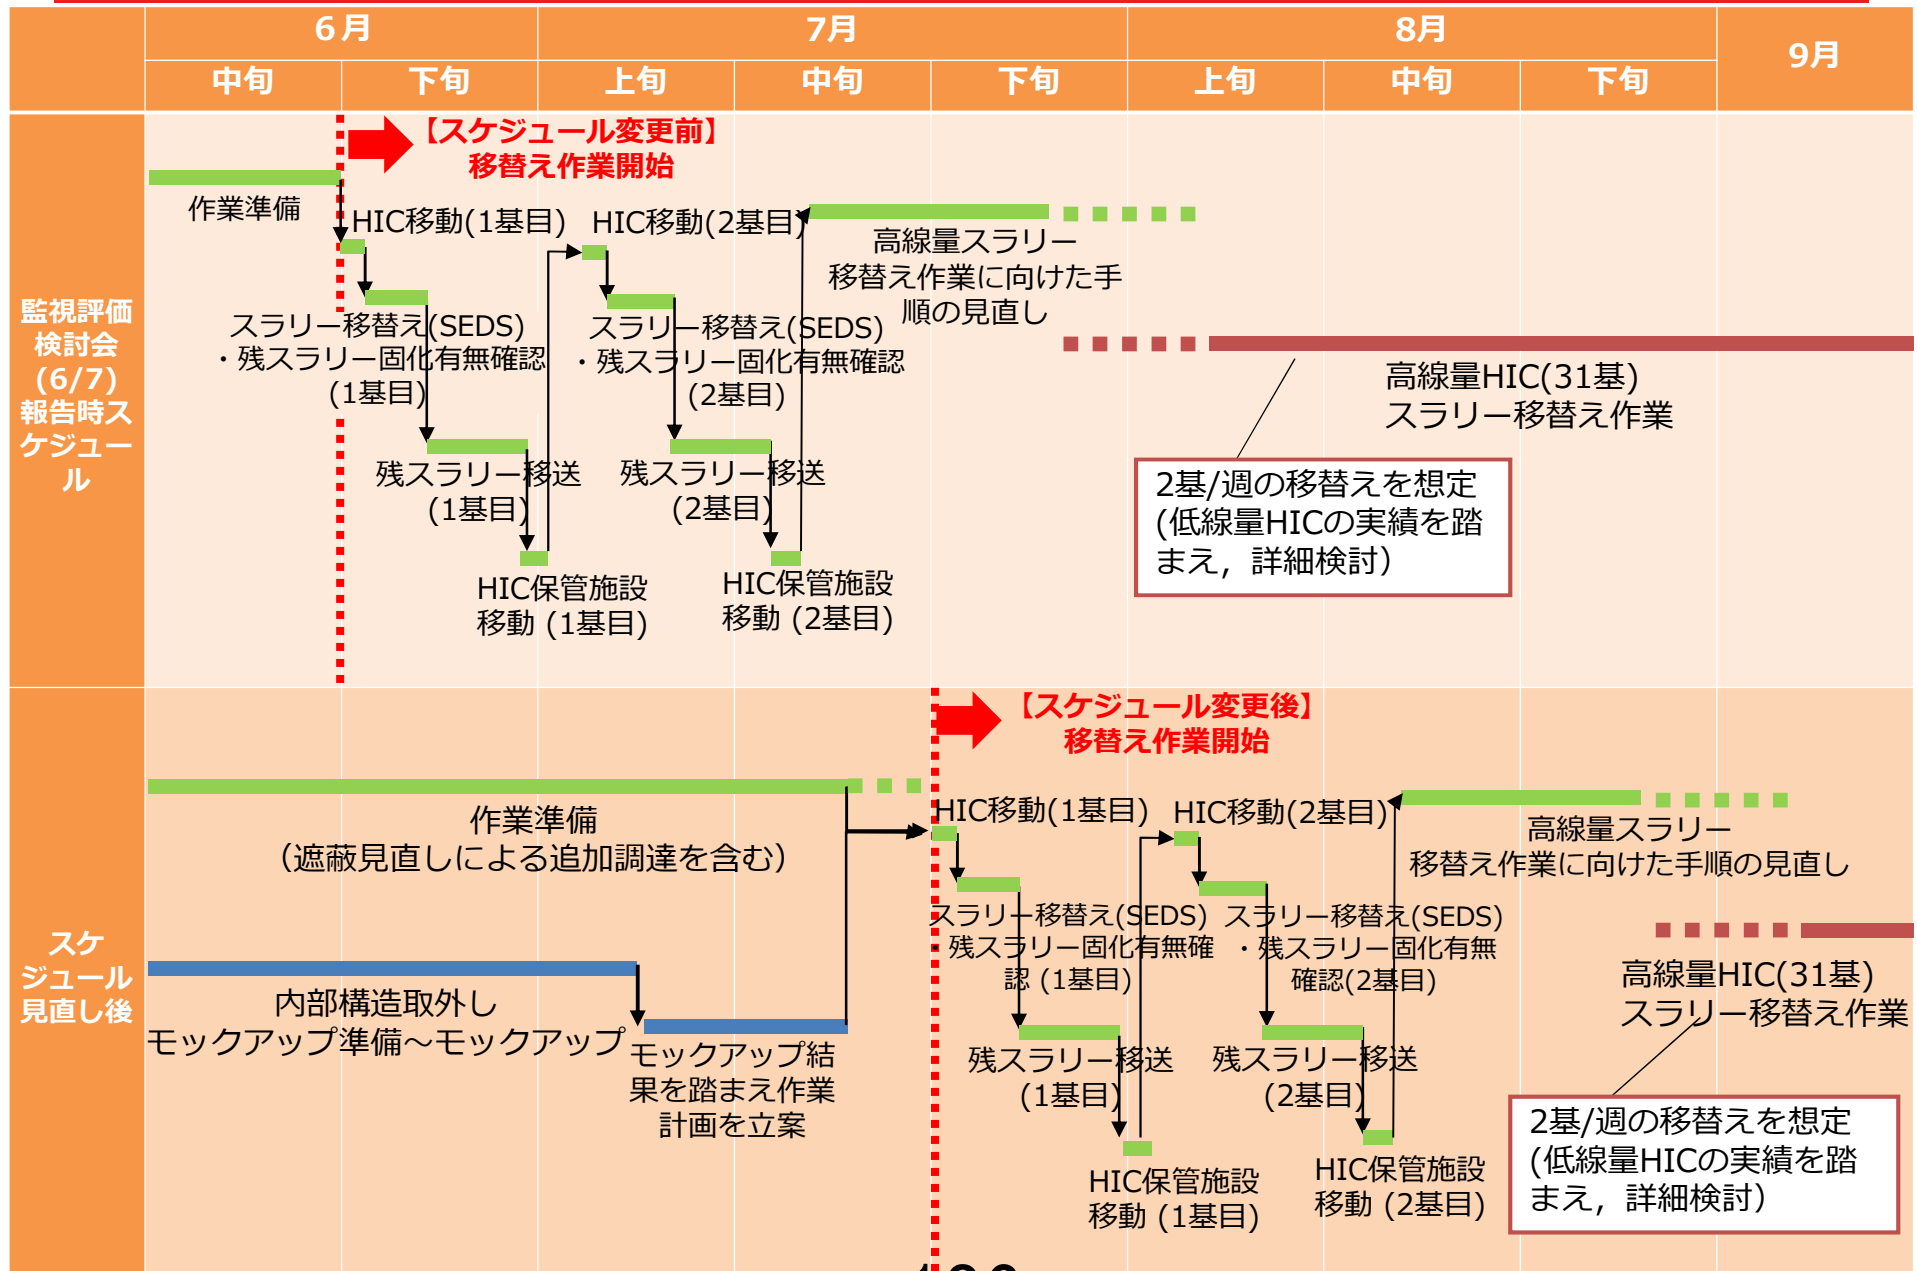 6月
7月
8月
9月
中旬
下旬
上旬
中旬
下旬
上旬
中旬
下旬
監視評価
検討会
(6/7)
報告時ス
ケジュー
ル
【スケジュール変更前】
移替え作業開始
作業準備
HIC移動(1基目)
スラリー移替え(SEDS)
・残スラリー固化有無確認
(1基目)
残スラリー移送
(1基目)
HIC保管施設
移動 (1基目)
HIC移動(2基目)
スラリー移替え(SEDS)
・残スラリー固化有無確認
(2基目)
残スラリー移送
(2基目)
HIC保管施設
移動 (2基目)
高線量スラリー
移替え作業に向けた手
順の見直し
高線量HIC(31基)
スラリー移替え作業
2基/週の移替えを想定
(低線量HICの実績を踏
まえ，詳細検討）
スケ
ジュール
見直し後
【スケジュール変更後】
移替え作業開始
作業準備
（遮蔽見直しによる追加調達を含む）
内部構造取外し
モックアップ準備～モックアップ
モックアップ結
果を踏まえ作業
計画を立案
HIC移動(1基目)
スラリー移替え(SEDS)
・残スラリー固化有無確
認 (1基目)
残スラリー移送
(1基目)
HIC保管施設
移動 (1基目)
HIC移動(2基目)
スラリー移替え(SEDS)
・残スラリー固化有無
確認(2基目)
残スラリー移送
(2基目)
HIC保管施設
移動 (2基目)
高線量スラリー
移替え作業に向けた手順の見直し
高線量HIC(31基)
スラリー移替え作業
2基/週の移替えを想定
(低線量HICの実績を踏
まえ，詳細検討）